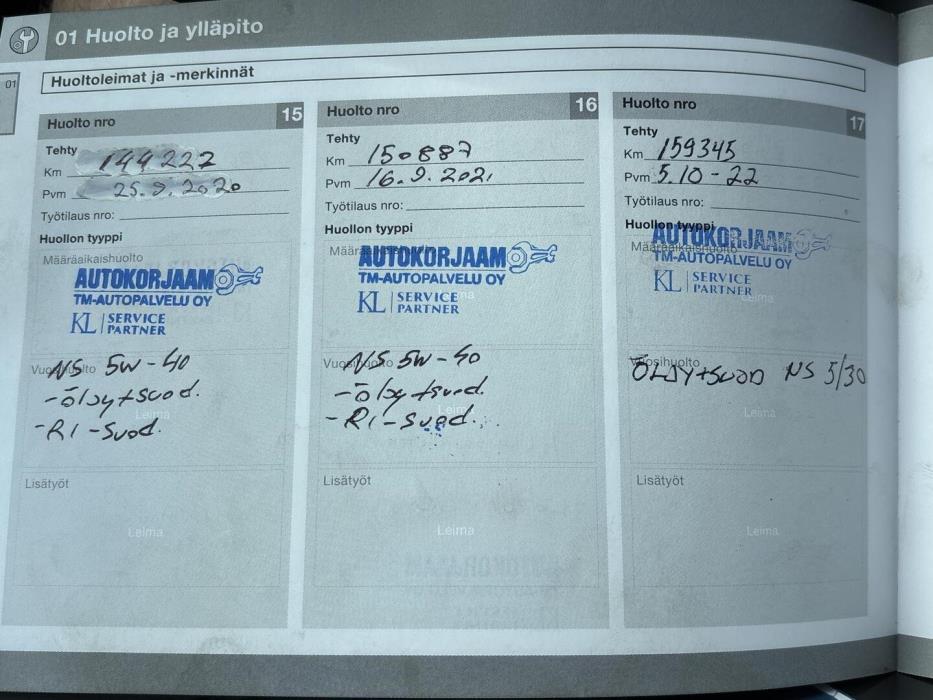 01 Huolto ja ylläpito
01
Huoltoleimat ja -merkinnät
Huolto nro 15
Tehty
Km 144227
Pvm 25.9.2020
Työtilaus nro:
Huollon tyyppi
Määräaikaishuolto
AUTOKORJAAMO
TM-AUTOPALVELU OY
KL SERVICE
PARTNER
Vuosihuolto
NS 5W-40
-öljy+suod.
Leima
-RI-suod.
Lisätyöt
Leima
Huolto nro 16
Tehty
Km 150887
Pvm 16.9.2021
Työtilaus nro:
Huollon tyyppi
Määräaikaishuolto
AUTOKORJAAMO
TM-AUTOPALVELU OY
KL SERVICE
PARTNER
Vuosihuolto
NS 5W-40
-öljy+suod.
Leima
-RI-suod.
Lisätyöt
Leima
Huolto nro 17
Tehty
Km 159345
Pvm 5.10-22
Työtilaus nro:
Huollon tyyppi
Määräaikaishuolto
AUTOKORJAAMO
TM-AUTOPALVELU OY
KL SERVICE
PARTNER
Leima
Vuosihuolto
ÖLJY+SUOD NS 5/30
Leima
Lisätyöt
Leima